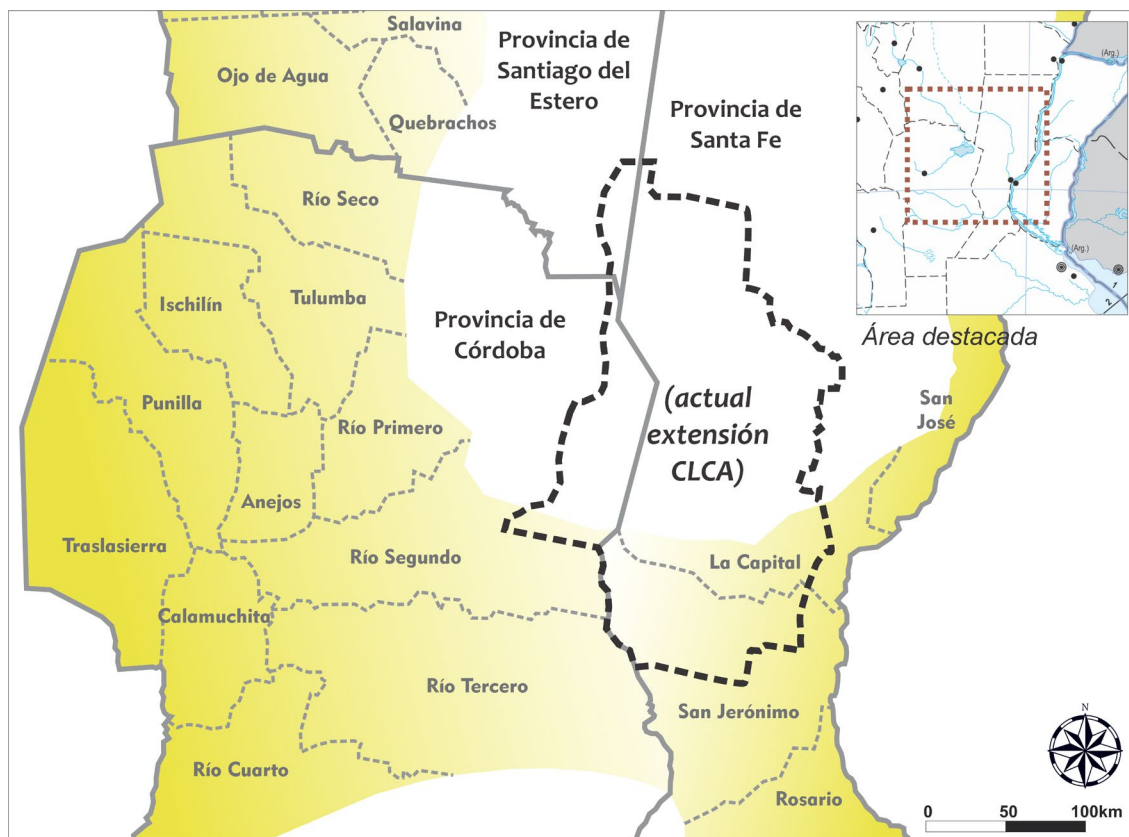 Salavina
Provincia de
Santiago del
Estero
Ojo de Agua
Quebrachos
Provincia de
Santa Fe
(Arg.)
(Arg.)
1
2
Área destacada
Río Seco
Ischilín
Tulumba
Provincia de
Córdoba
Punilla
Río Primero
(actual
extensión
CLCA)
San
José
Anejos
Traslasierra
Río Segundo
La Capital
Calamuchita
Río Tercero
San Jerónimo
Río Cuarto
Rosario
N
0 50 100km